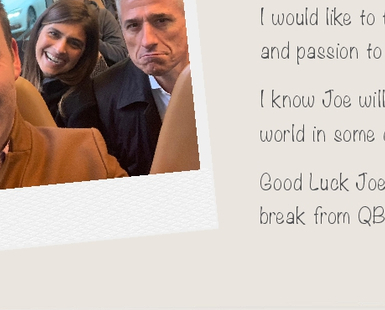 I would like to
and passion to
I know Joe will
world in some
Good Luck Joe
break from QB